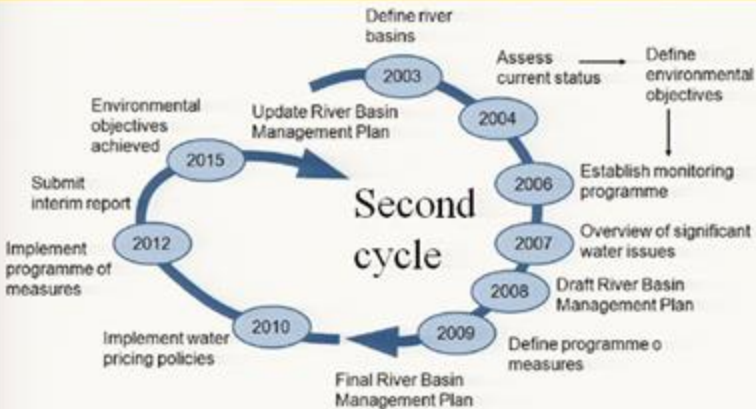 Define river
basins
2003
Assess
current status
Define
environmental
objectives
2004
Establish monitoring
programme
2006
Overview of significant
water issues
2007
Draft River Basin
Management Plan
2008
Define programme o
measures
2009
Final River Basin
Management Plan
Implement water
pricing policies
2010
Implement
programme of
measures
2012
Submit
interim report
Environmental
objectives
achieved
2015
Update River Basin
Management Plan
Second
cycle